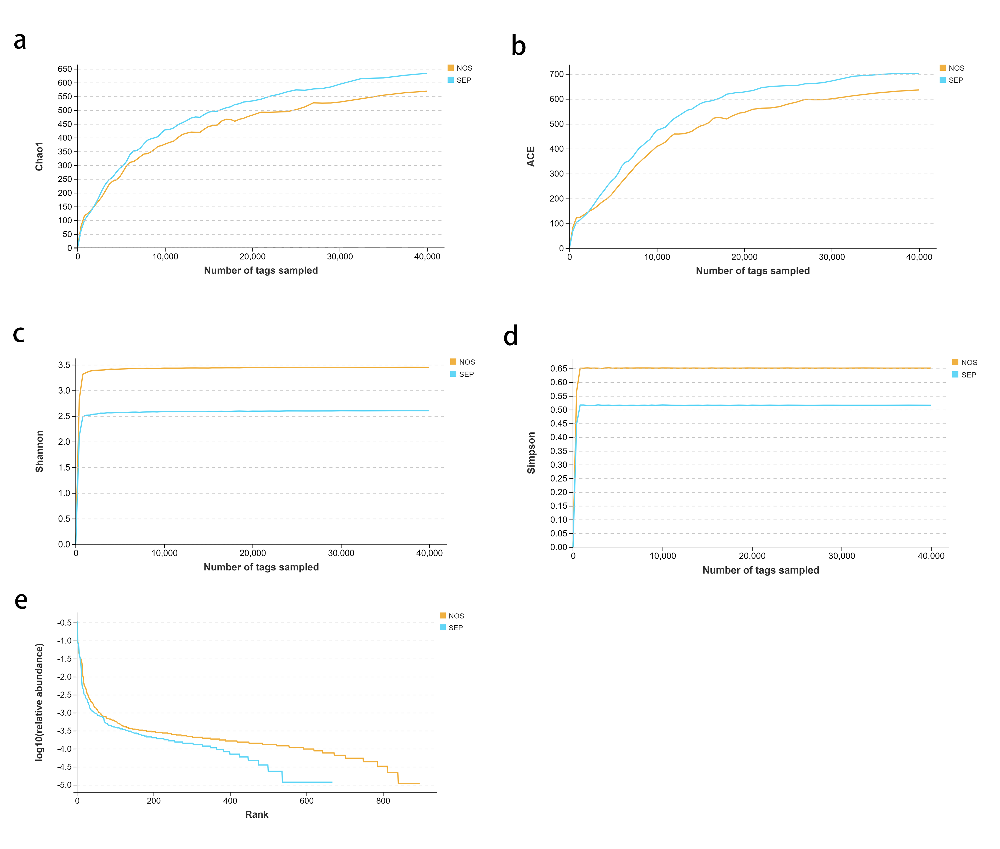 a
650
600
550
500
450
400
350
300
250
200
150
100
50
0
Chao1
0 10,000 20,000 30,000 40,000
Number of tags sampled
NOS
SEP
b
700
600
500
400
300
200
100
0
ACE
0 10,000 20,000 30,000 40,000
Number of tags sampled
NOS
SEP
c
3.5
3.0
2.5
2.0
1.5
1.0
0.5
0.0
Shannon
0 10,000 20,000 30,000 40,000
Number of tags sampled
NOS
SEP
d
0.65
0.60
0.55
0.50
0.45
0.40
0.35
0.30
0.25
0.20
0.15
0.10
0.05
0.00
Simpson
0 10,000 20,000 30,000 40,000
Number of tags sampled
NOS
SEP
e
-0.5
-1.0
-1.5
-2.0
-2.5
-3.0
-3.5
-4.0
-4.5
-5.0
log10(relative abundance)
0 200 400 600 800
Rank
NOS
SEP